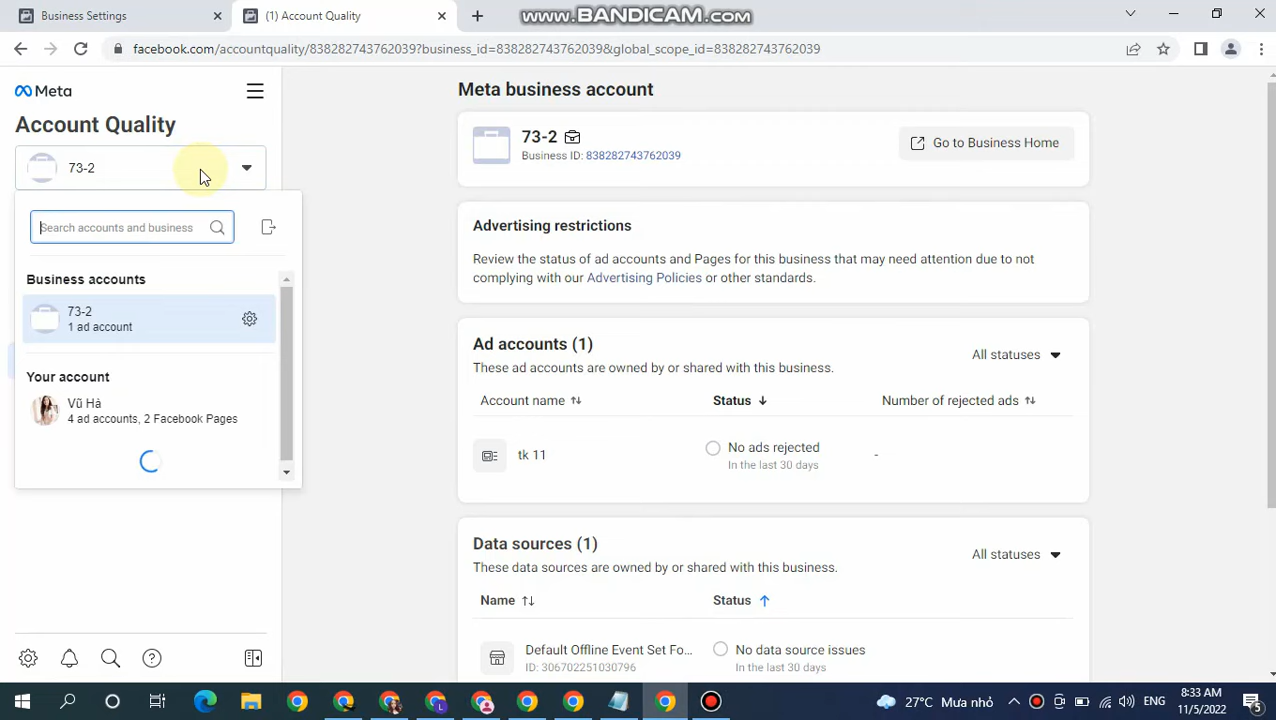 Business Settings
(1) Account Quality
www.BANDICAM.com
facebook.com/accountquality/838282743762039?business_id=838282743762039&global_scope_id=838282743762039
Meta
Account Quality
73-2
Search accounts and business
Business accounts
73-2
1 ad account
Your account
Vũ Hà
4 ad accounts, 2 Facebook Pages
Meta business account
73-2
Business ID: 838282743762039
Go to Business Home
Advertising restrictions
Review the status of ad accounts and Pages for this business that may need attention due to not
complying with our Advertising Policies or other standards.
Ad accounts (1)
All statuses
These ad accounts are owned by or shared with this business.
Account name
Status
Number of rejected ads
tk 11
No ads rejected
In the last 30 days
-
Data sources (1)
All statuses
These data sources are owned by or shared with this business.
Name
Status
Default Offline Event Set Fo...
ID: 306702251030796
No data source issues
In the last 30 days
27°C Mưa nhỏ
ENG
8:33 AM
11/5/2022
5